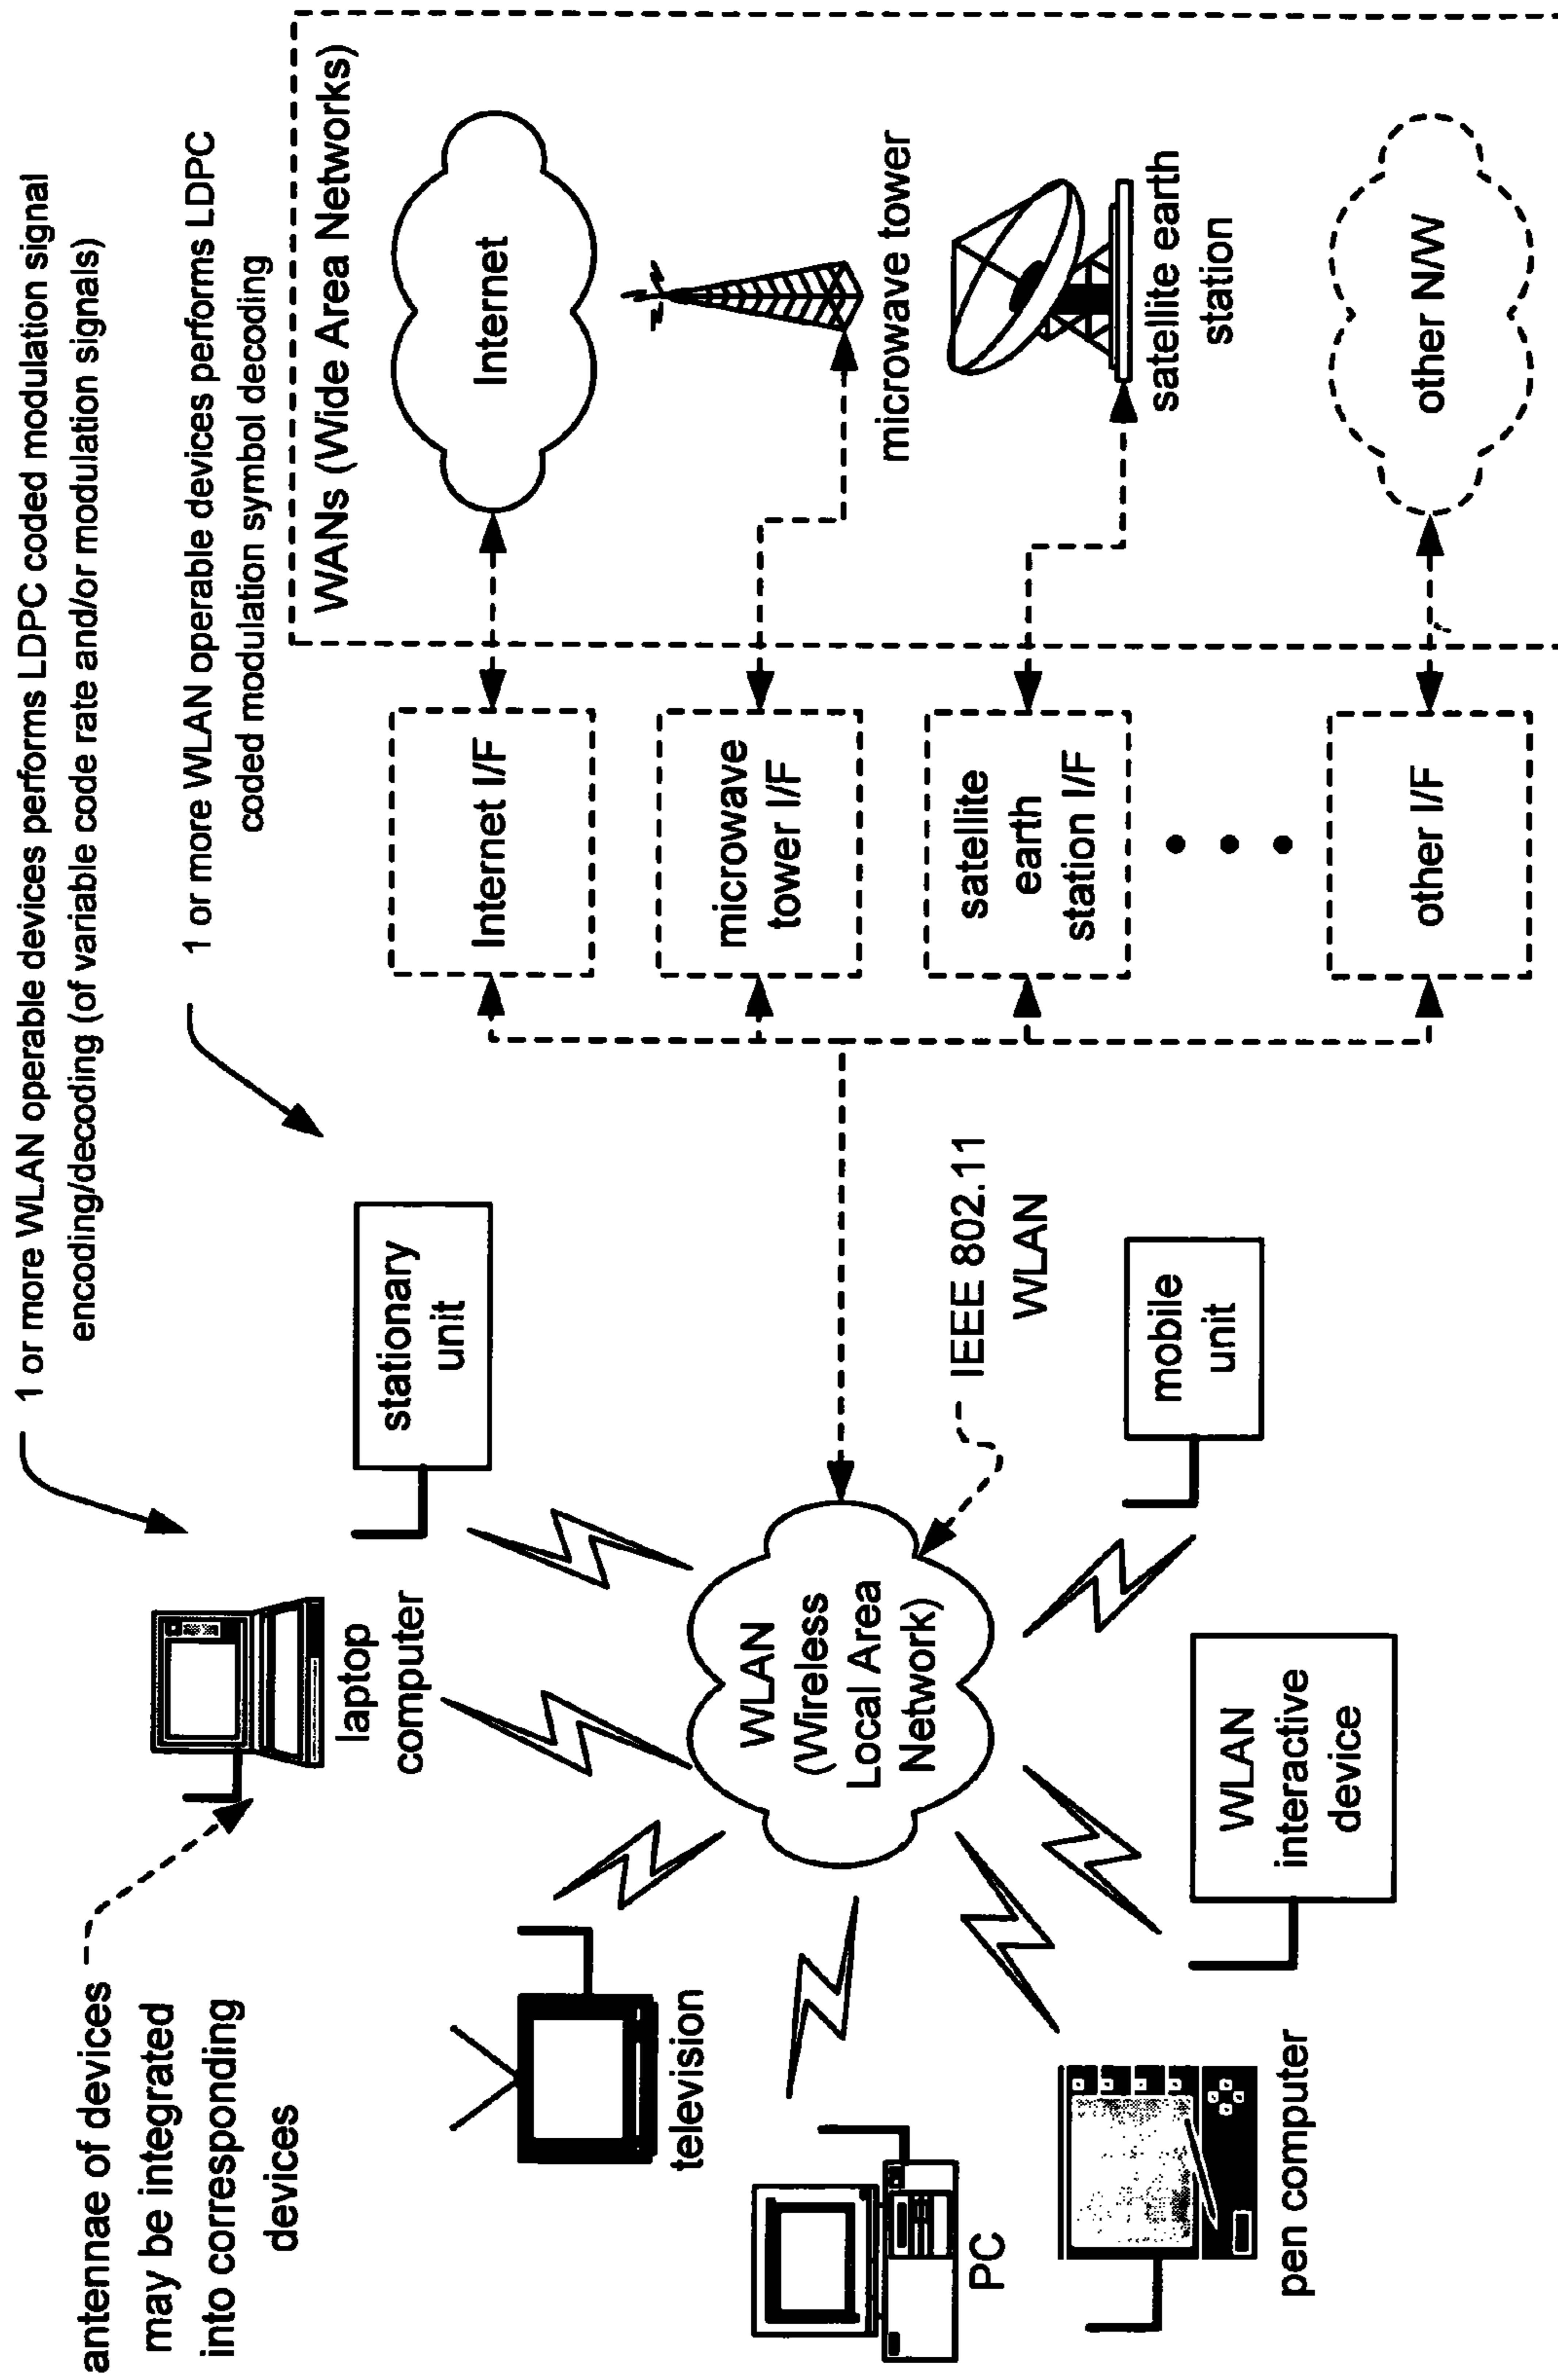 1 or more WLAN operable devices performs LDPC coded modulation signal
encoding/decoding (of variable code rate and/or modulation signals)
1 or more WLAN operable devices performs LDPC
coded modulation symbol decoding
antennae of devices
may be integrated
into corresponding
devices
laptop
computer
stationary
unit
television
PC
pen computer
WLAN
(Wireless
Local Area
Network)
WLAN
interactive
device
mobile
unit
IEEE 802.11
WLAN
Internet I/F
microwave
tower I/F
satellite
earth
station I/F
other I/F
WANs (Wide Area Networks)
Internet
microwave tower
satellite earth
station
other N/W